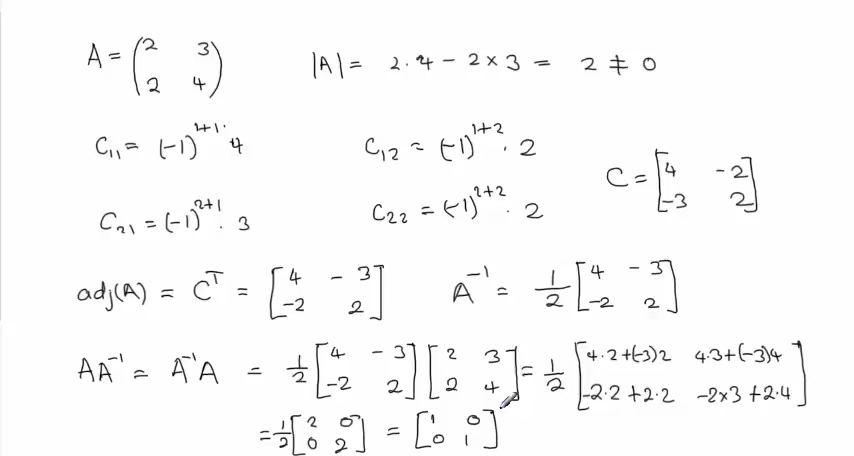 A = (2 3 2 4) |A| = 2.4 − 2 × 3 = 2 ≠ 0
C₁₁ = (−1)¹⁺¹· 4 C₁₂ = (−1)¹⁺² · 2
C = [4 −2 −3 2]
C₂₁ = (−1)²⁺¹ · 3 C₂₂ = (−1)²⁺² · 2
adj(A) = Cᵀ = [4 −3 −2 2] A⁻¹ = 1/2 [4 −3 −2 2]
AA⁻¹ = A⁻¹A = 1/2 [4 −3 −2 2] [2 3 2 4] = 1/2 [4·2+(−3)2 4·3+(−3)4 −2·2+2·2 −2×3+2·4]
= 1/2 [2 0 0 2] = [1 0 0 1]